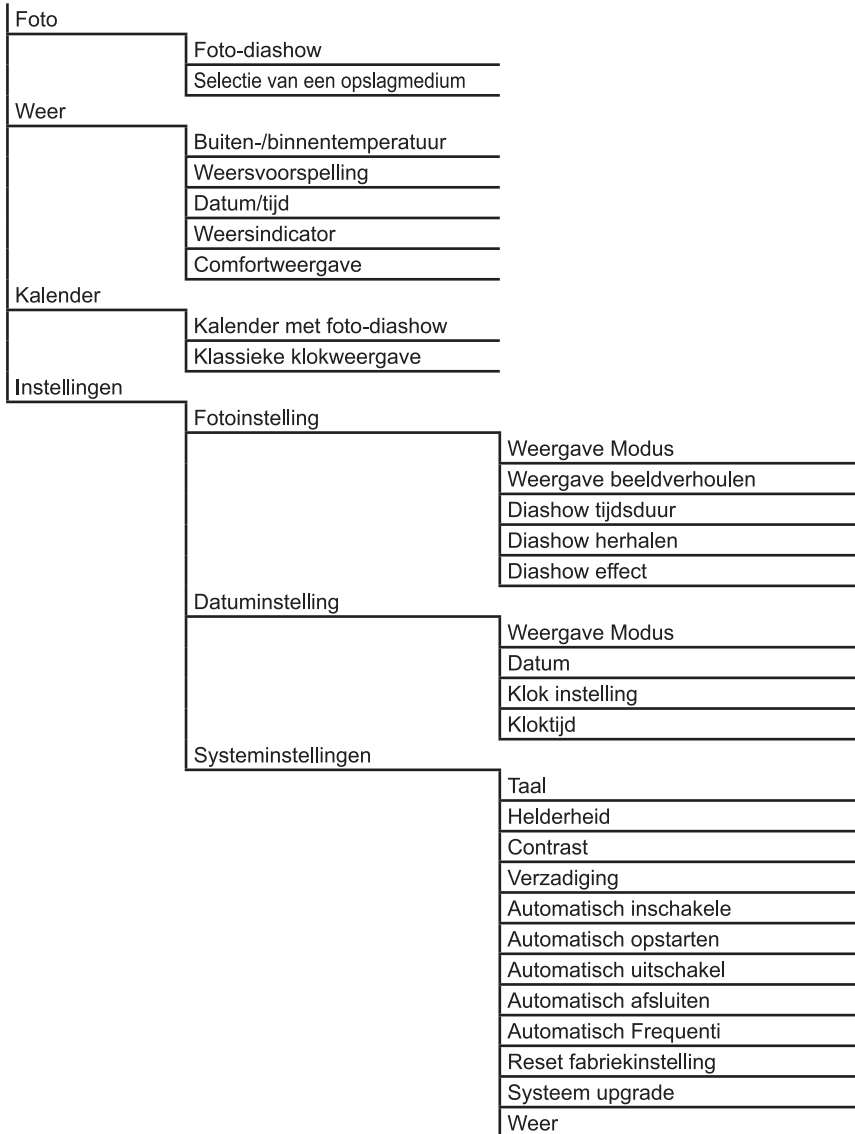 Foto
Foto-diashow
Selectie van een opslagmedium
Weer
Buiten-/binnentemperatuur
Weersvoorspelling
Datum/tijd
Weersindicator
Comfortweergave
Kalender
Kalender met foto-diashow
Klassieke klokweergave
Instellingen
Fotoinstelling
Weergave Modus
Weergave beeldverhoulen
Diashow tijdsduur
Diashow herhalen
Diashow effect
Datuminstelling
Weergave Modus
Datum
Klok instelling
Kloktijd
Systeminstellingen
Taal
Helderheid
Contrast
Verzadiging
Automatisch inschakele
Automatisch opstarten
Automatisch uitschakel
Automatisch afsluiten
Automatisch Frequenti
Reset fabriekinstelling
Systeem upgrade
Weer